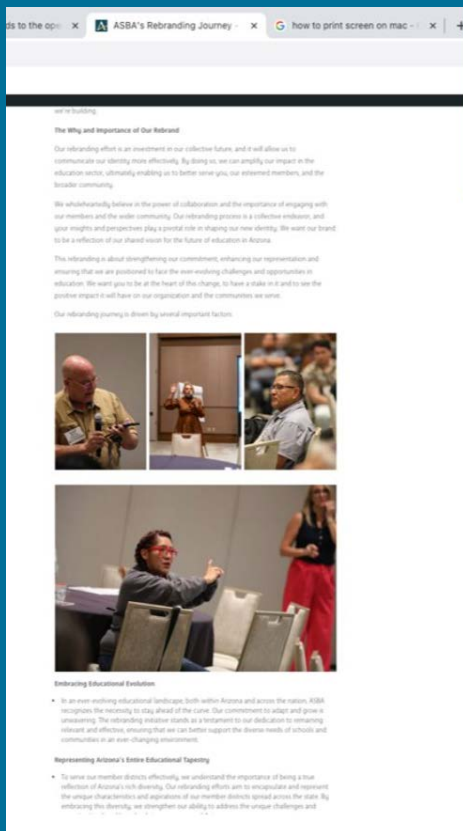 ds to the ope
ASBA's Rebranding Journey -
how to print screen on mac -
we're building.
The Why and Importance of Our Rebrand
Our rebranding effort is an investment in our collective future, and it will allow us to
communicate our identity more effectively. By doing so, we can amplify our impact in the
education sector, ultimately enabling us to better serve you, our esteemed members, and the
broader community.
We wholeheartedly believe in the power of collaboration and the importance of engaging with
our members and the wider community. Our rebranding process is a collective endeavor, and
your insights and perspectives play a pivotal role in shaping our new identity. We want our brand
to be a reflection of our shared vision for the future of education in Arizona.
This rebranding is about strengthening our commitment, enhancing our representation and
ensuring that we are positioned to face the ever-evolving challenges and opportunities in
education. We want you to be at the heart of this change, to have a stake in it and to see the
positive impact it will have on our organization and the communities we serve.
Our rebranding journey is driven by several important factors:
Embracing Educational Evolution
• In an ever-evolving educational landscape, both within Arizona and across the nation, ASBA
recognizes the necessity to stay ahead of the curve. Our commitment to adapt and grow is
unwavering. The rebranding initiative stands as a testament to our dedication to remaining
relevant and effective, ensuring that we can better support the diverse needs of schools and
communities in an ever-changing environment.
Representing Arizona's Entire Educational Tapestry
• To serve our member districts effectively, we understand the importance of being a true
reflection of Arizona's rich diversity. Our rebranding efforts aim to encapsulate and represent
the unique characteristics and aspirations of our member districts spread across the state. By
embracing this diversity, we strengthen our ability to address the unique challenges and